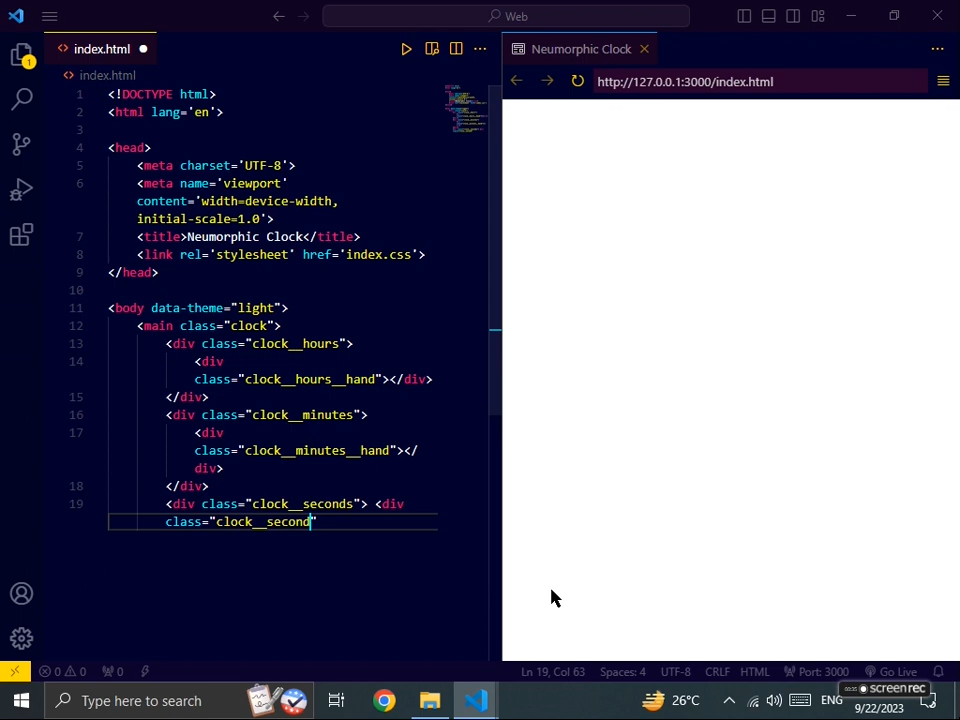 Web
index.html
Neumorphic Clock
index.html
http://127.0.0.1:3000/index.html
1 <!DOCTYPE html>
2 <html lang='en'>
3
4 <head>
5 <meta charset='UTF-8'>
6 <meta name='viewport'
content='width=device-width,
initial-scale=1.0'>
7 <title>Neumorphic Clock</title>
8 <link rel='stylesheet' href='index.css'>
9 </head>
10
11 <body data-theme="light">
12 <main class="clock">
13 <div class="clock__hours">
14 <div
class="clock__hours__hand"></div>
15 </div>
16 <div class="clock__minutes">
17 <div
class="clock__minutes__hand"></
div>
18 </div>
19 <div class="clock__seconds"> <div
class="clock__second"
1
0 0 0 Ln 19, Col 63 Spaces: 4 UTF-8 CRLF HTML Port: 3000 Go Live
Type here to search 26°C ENG
screenrec
9/22/2023